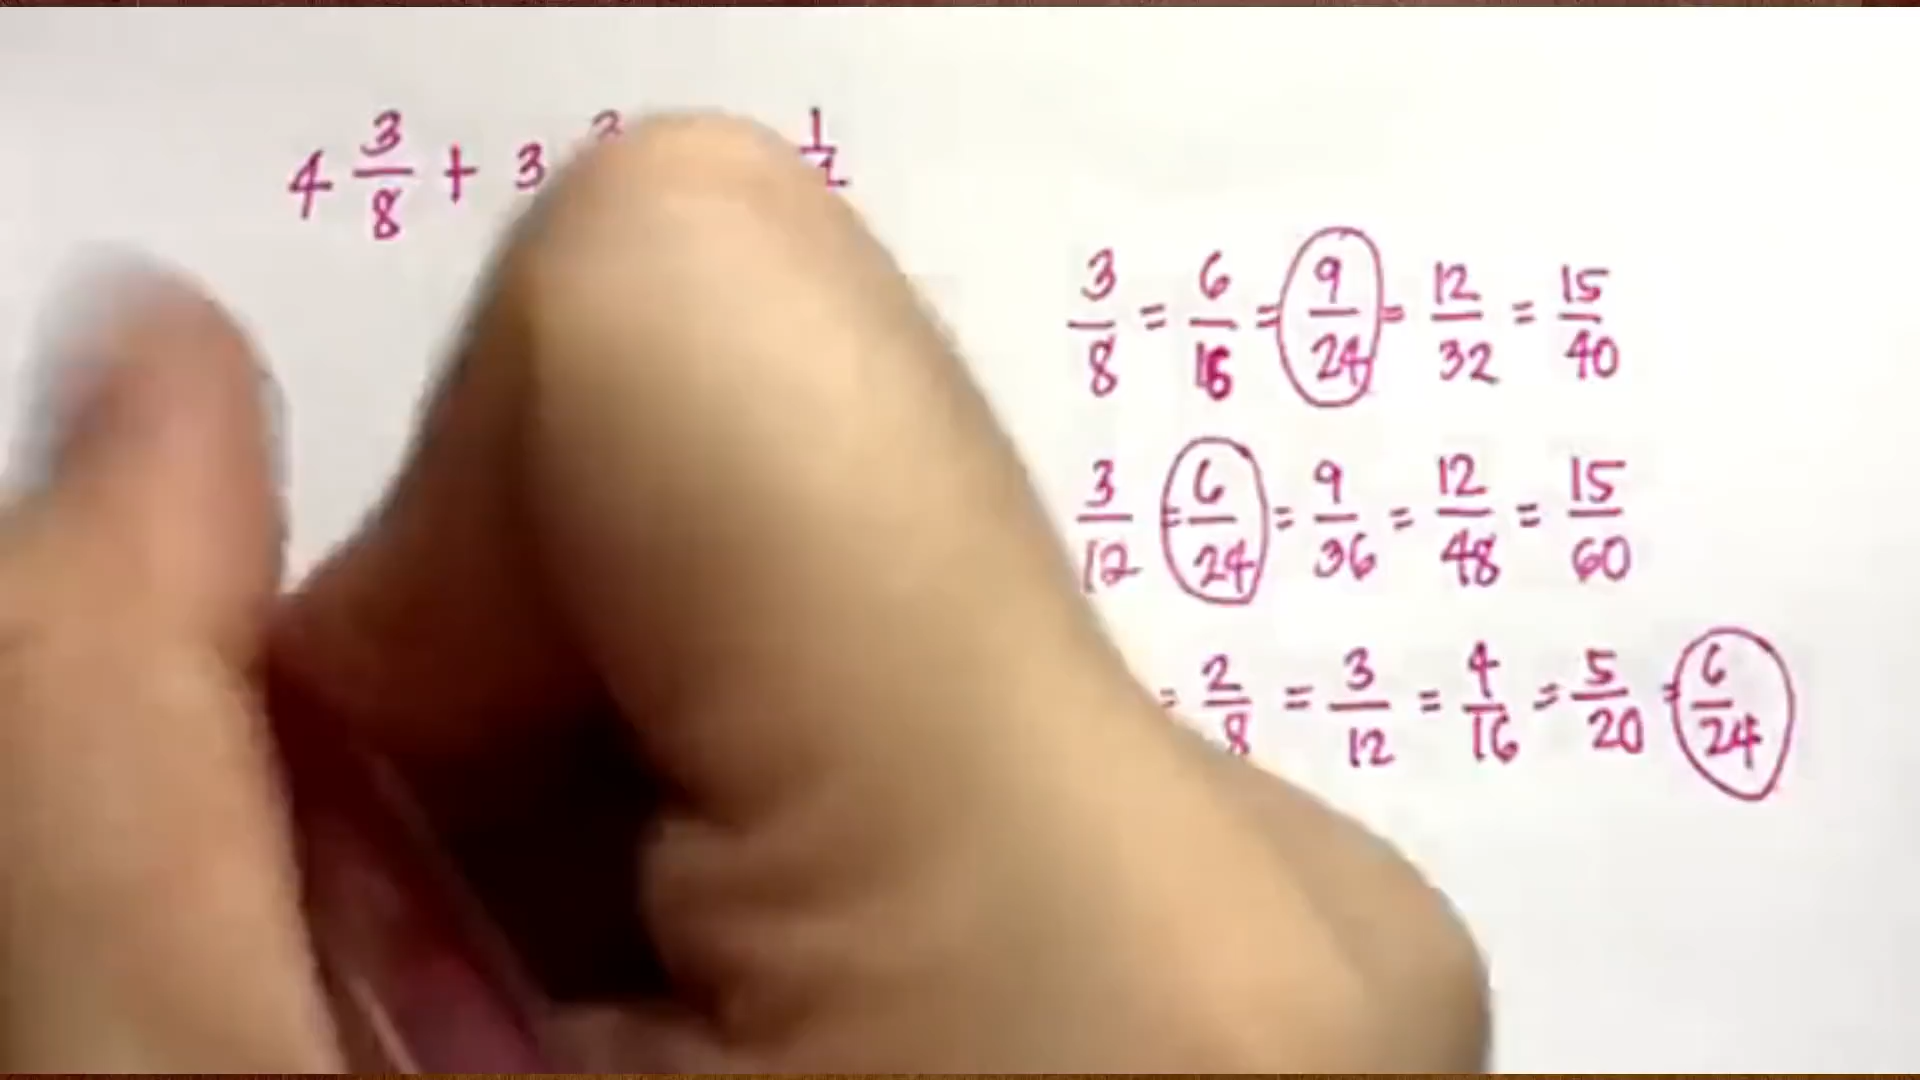 4 3/8 + 3
3/8 = 6/16 = 9/24 = 12/32 = 15/40
3/12 = 6/24 = 9/36 = 12/48 = 15/60
= 2/8 = 3/12 = 4/16 = 5/20 = 6/24